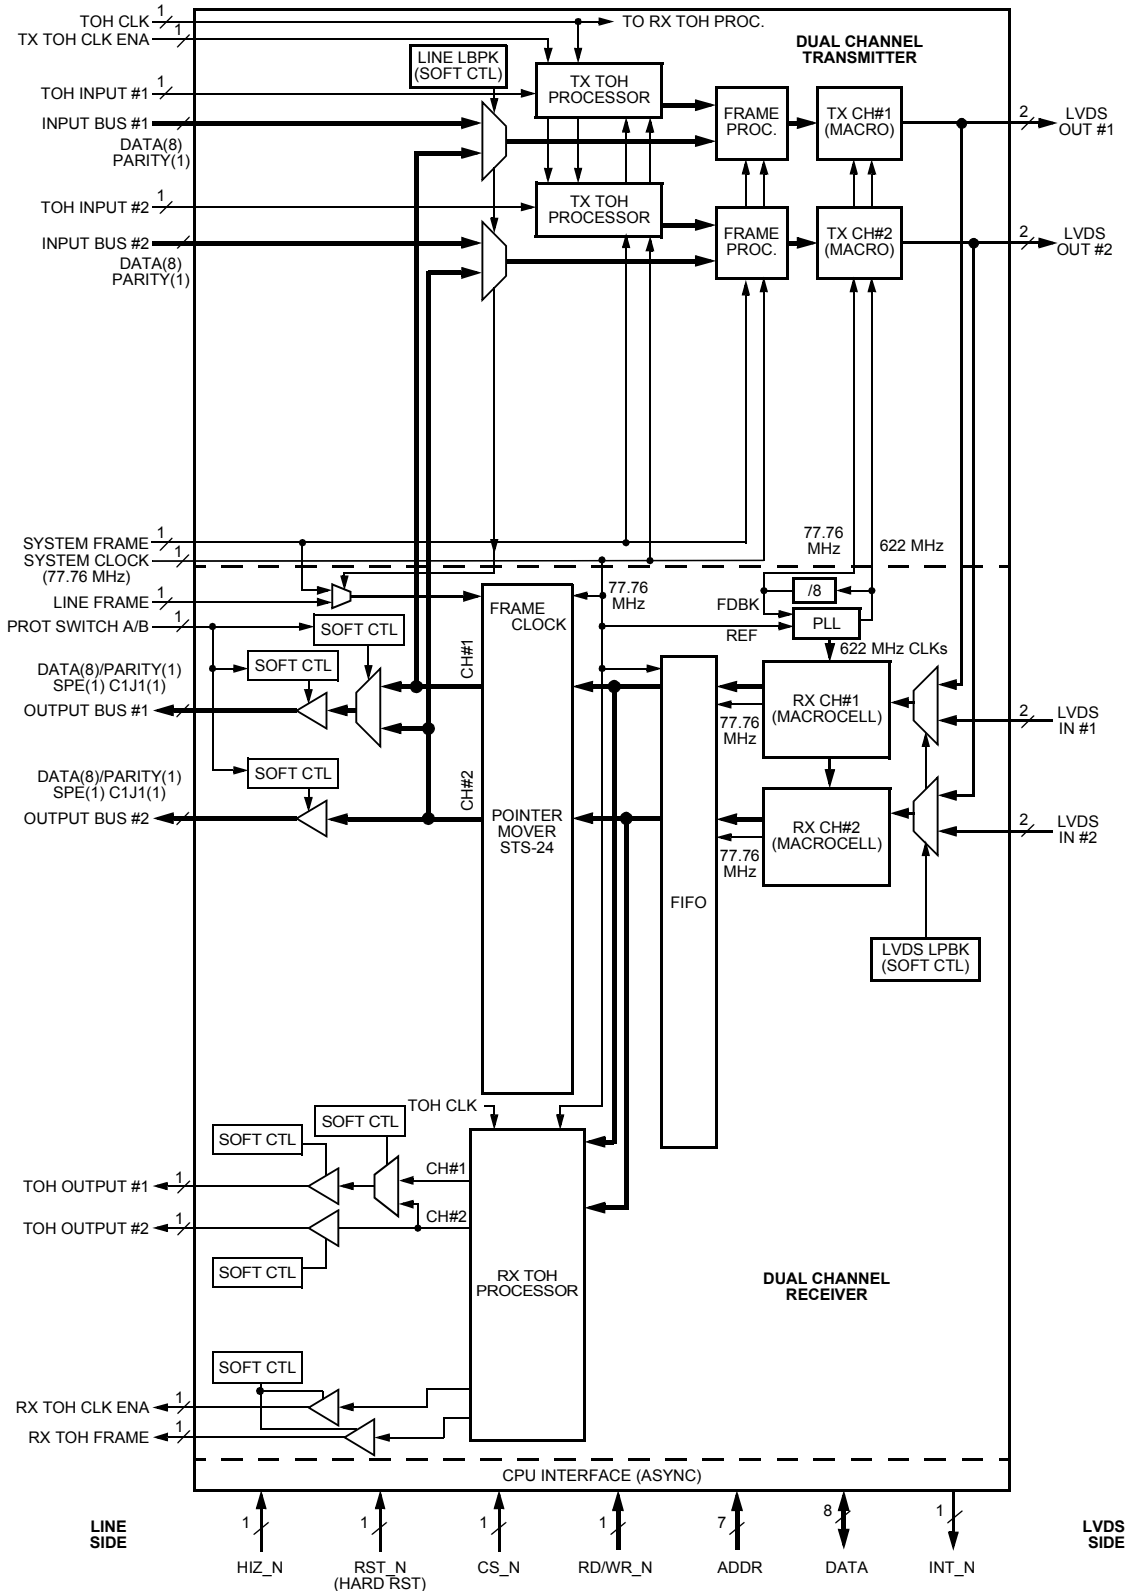 TOH CLK
1
TO RX TOH PROC.
TX TOH CLK ENA
1
DUAL CHANNEL
TRANSMITTER
LINE LBPK
(SOFT CTL)
TX TOH
PROCESSOR
TOH INPUT #1
1
INPUT BUS #1
DATA(8)
PARITY(1)
FRAME
PROC.
TX CH#1
(MACRO)
2
LVDS
OUT #1
TOH INPUT #2
1
TX TOH
PROCESSOR
INPUT BUS #2
DATA(8)
PARITY(1)
FRAME
PROC.
TX CH#2
(MACRO)
2
LVDS
OUT #2
SYSTEM FRAME
1
SYSTEM CLOCK
(77.76 MHz)
1
77.76
MHz
622 MHz
LINE FRAME
1
PROT SWITCH A/B
1
SOFT CTL
FRAME
CLOCK
77.76
MHz
FDBK
/8
REF
PLL
622 MHz CLKs
DATA(8)/PARITY(1)
SPE(1) C1J1(1)
OUTPUT BUS #1
SOFT CTL
CH#1
77.76
MHz
RX CH#1
(MACROCELL)
2
LVDS
IN #1
DATA(8)/PARITY(1)
SPE(1) C1J1(1)
OUTPUT BUS #2
SOFT CTL
CH#2
POINTER
MOVER
STS-24
77.76
MHz
RX CH#2
(MACROCELL)
2
LVDS
IN #2
FIFO
LVDS LPBK
(SOFT CTL)
TOH CLK
SOFT CTL
SOFT CTL
TOH OUTPUT #1
1
CH#1
TOH OUTPUT #2
1
CH#2
SOFT CTL
RX TOH
PROCESSOR
DUAL CHANNEL
RECEIVER
SOFT CTL
RX TOH CLK ENA
1
RX TOH FRAME
1
CPU INTERFACE (ASYNC)
LINE
SIDE
1
HIZ_N
1
RST_N
(HARD RST)
1
CS_N
1
RD/WR_N
7
ADDR
8
DATA
1
INT_N
LVDS
SIDE